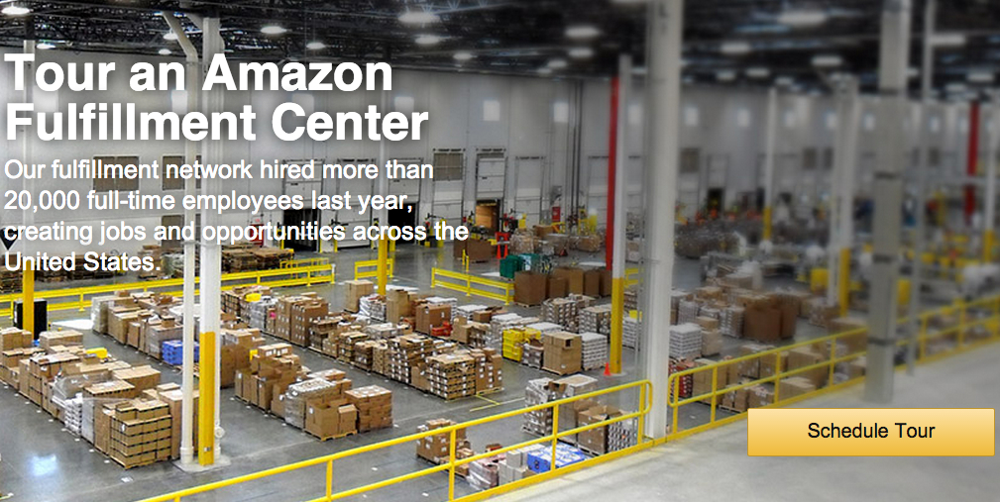 Tour an Amazon
Fulfillment Center
Our fulfillment network hired more than
20,000 full-time employees last year,
creating jobs and opportunities across the
United States.
Schedule Tour